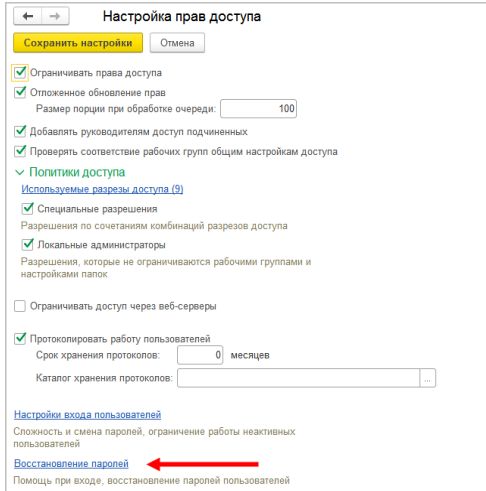 Настройка прав доступа
Сохранить настройки Отмена
Ограничивать права доступа
Отложенное обновление прав
Размер порции при обработке очереди: 100
Добавлять руководителям доступ подчиненных
Проверять соответствие рабочих групп общим настройкам доступа
Политики доступа
Используемые разрезы доступа (9)
Специальные разрешения
Разрешения по сочетаниям комбинаций разрезов доступа
Локальные администраторы
Разрешения, которые не ограничиваются рабочими группами и
настройками папок
Ограничивать доступ через веб-серверы
Протоколировать работу пользователей
Срок хранения протоколов: 0 месяцев
Каталог хранения протоколов: ...
Настройки входа пользователей
Сложность и смена паролей, ограничение работы неактивных
пользователей
Восстановление паролей
Помощь при входе, восстановление паролей пользователей